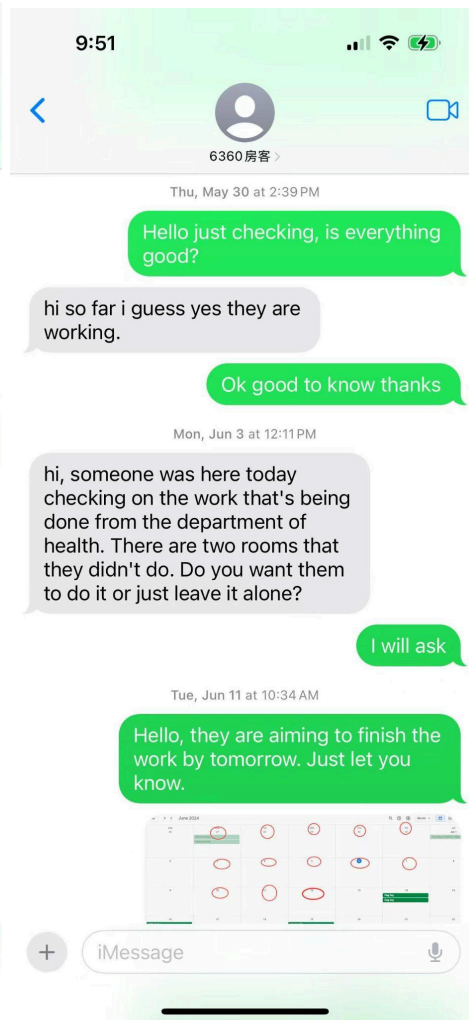 9:51
6360房客
Thu, May 30 at 2:39 PM
Hello just checking, is everything
good?
hi so far i guess yes they are
working.
Ok good to know thanks
Mon, Jun 3 at 12:11 PM
hi, someone was here today
checking on the work that's being
done from the department of
health. There are two rooms that
they didn't do. Do you want them
to do it or just leave it alone?
I will ask
Tue, Jun 11 at 10:34 AM
Hello, they are aiming to finish the
work by tomorrow. Just let you
know.
June 2024
iMessage